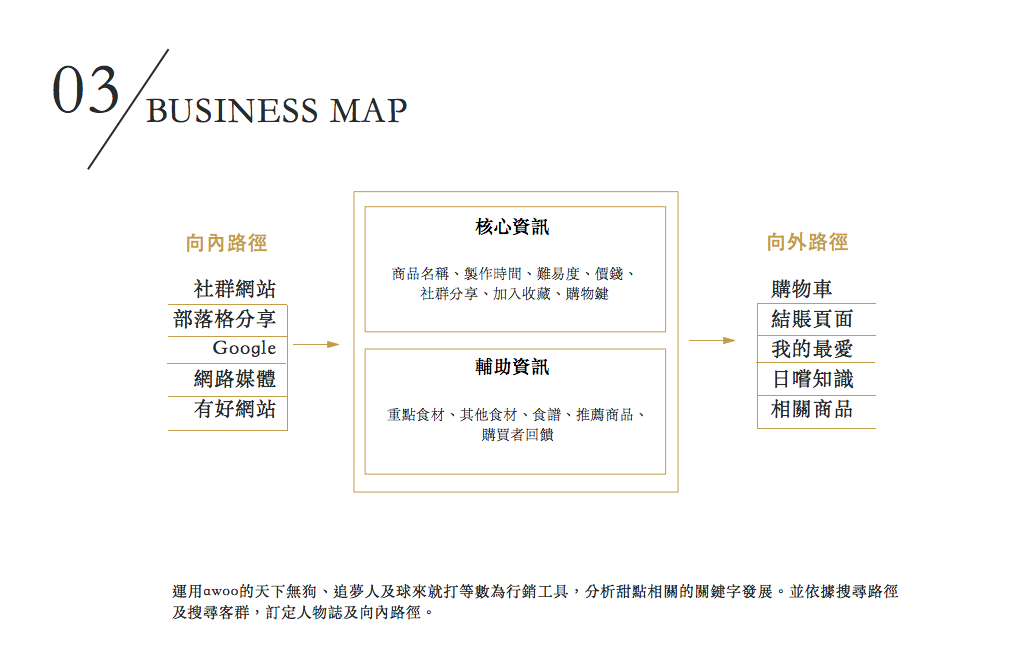 03
BUSINESS MAP
向內路徑
社群網站
部落格分享
Google
網路媒體
有好網站
核心資訊
商品名稱、製作時間、難易度、價錢、
社群分享、加入收藏、購物鍵
輔助資訊
重點食材、其他食材、食譜、推薦商品、
購買者回饋
向外路徑
購物車
結賬頁面
我的最愛
日嚐知識
相關商品
運用awoo的天下無狗、追夢人及球來就打等數為行銷工具，分析甜點相關的關鍵字發展。並依據搜尋路徑
及搜尋客群，訂定人物誌及向內路徑。